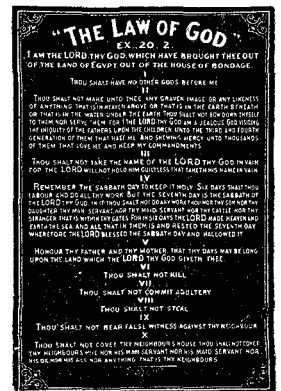 "THE LAW OF GOD
EX. 20. 2.
I AM THE LORD THY GOD WHICH HAVE BROUGHT THEE OUT
OF THE LAND OF EGYPT. OUT OF THE HOUSE OF BONDAGE.
I
THOU SHALT HAVE NO OTHER GODS BEFORE ME
II
THOU SHALT NOT MAKE UNTO THEE ANY GRAVEN IMAGE OR ANY LIKENESS
OF ANYTHING THAT IS IN HEAVEN ABOVE OR THAT IS IN THE EARTH BENEATH
OR THAT IS IN THE WATER UNDER THE EARTH THOU SHALT NOT BOW DOWN THYSELF
TO THEM NOR SERVE THEM FOR I THE LORD THY GOD AM A JEALOUS GOD VISITING
THE INIQUITY OF THE FATHERS UPON THE CHILDREN UNTO THE THIRD AND FOURTH
GENERATION OF THEM THAT HATE ME AND SHEWING MERCY UNTO THOUSANDS
OF THEM THAT LOVE ME AND KEEP MY COMMANDMENTS
III
THOU SHALT NOT TAKE THE NAME OF THE LORD THY GOD IN VAIN
FOR THE LORD WILL NOT HOLD HIM GUILTLESS THAT TAKETH HIS NAME IN VAIN
IV
REMEMBER THE SABBATH DAY TO KEEP IT HOLY SIX DAYS SHALT THOU
LABOUR AND DO ALL THY WORK BUT THE SEVENTH DAY IS THE SABBATH OF
THE LORD THY GOD. IN IT THOU SHALT NOT DO ANY WORK THOU NOR THY SON NOR THY
DAUGHTER THY MAN SERVANT, NOR THY MAID SERVANT NOR THY CATTLE NOR THY
STRANGER THAT IS WITHIN THY GATES FOR IN SIX DAYS THE LORD MADE HEAVEN AND
EARTH THE SEA AND ALL THAT IN THEM IS AND RESTED THE SEVENTH DAY
WHEREFORE THE LORD BLESSED THE SABBATH DAY AND HALLOWED IT
V
HONOUR THY FATHER AND THY MOTHER. THAT THY DAYS MAY BE LONG
UPON THE LAND WHICH THE LORD THY GOD GIVETH THEE.
VI
THOU SHALT NOT KILL
VII
THOU SHALT NOT COMMIT ADULTERY
VIII
THOU SHALT NOT STEAL
IX
THOU SHALT NOT BEAR FALSE WITNESS AGAINST THY NEIGHBOUR
X
THOU SHALT NOT COVET THY NEIGHBOUR'S HOUSE THOU SHALT NOT COVET
THY NEIGHBOURS WIFE NOR HIS MAN SERVANT NOR HIS MAID SERVANT NOR
HIS OX, NOR HIS ASS NOR ANYTHING THAT IS THY NEIGHBOURS